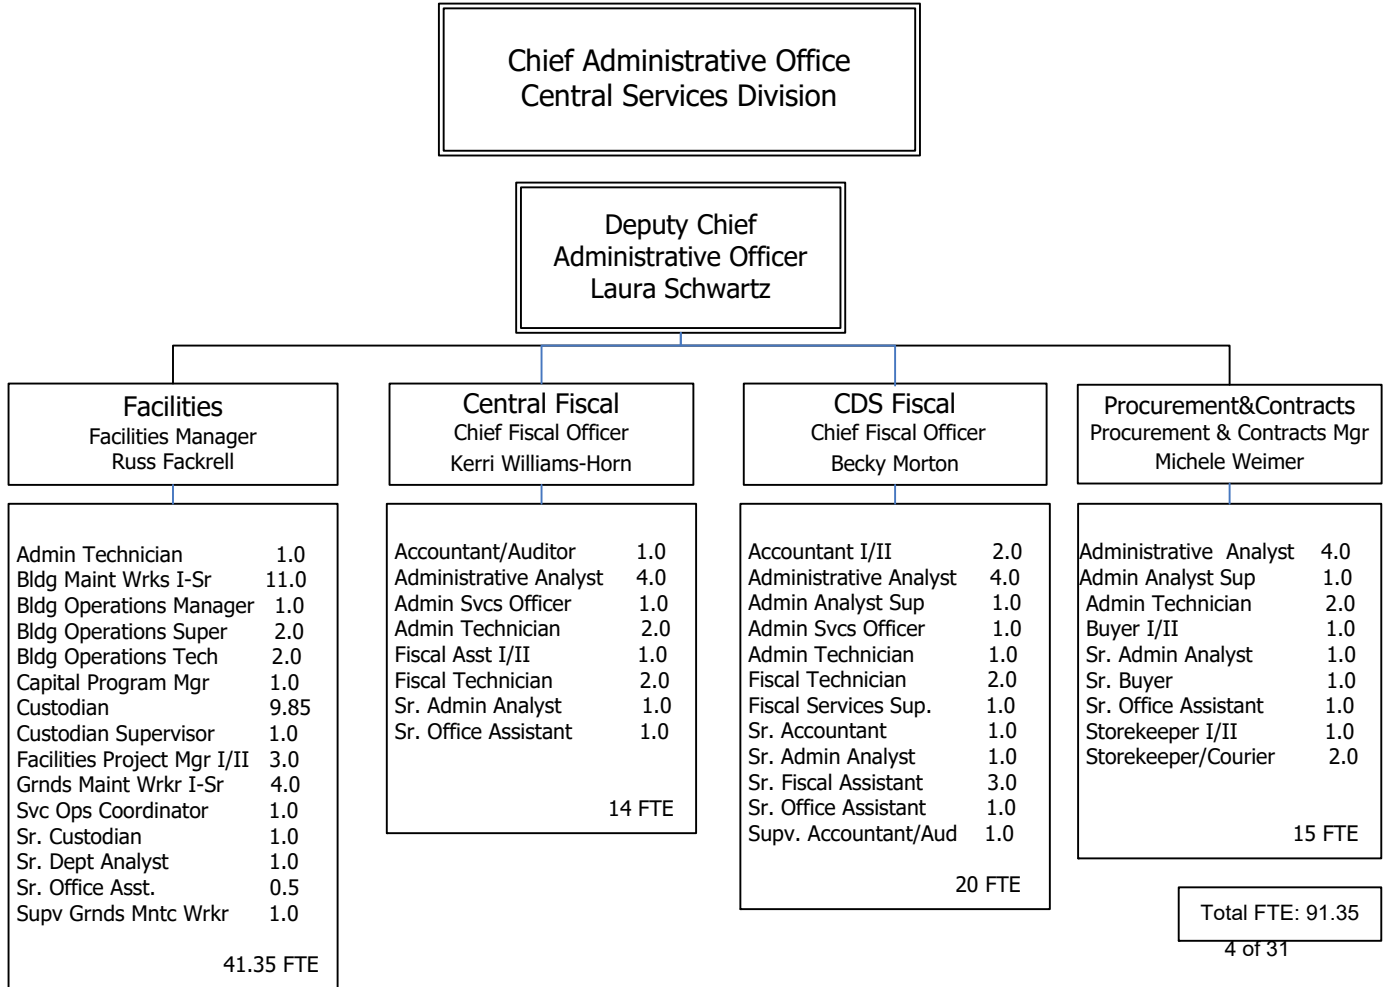 Chief Administrative Office
Central Services Division
Deputy Chief
Administrative Officer
Laura Schwartz
Facilities
Facilities Manager
Russ Fackrell
Admin Technician 1.0
Bldg Maint Wrks I-Sr 11.0
Bldg Operations Manager 1.0
Bldg Operations Super 2.0
Bldg Operations Tech 2.0
Capital Program Mgr 1.0
Custodian 9.85
Custodian Supervisor 1.0
Facilities Project Mgr I/II 3.0
Grnds Maint Wrkr I-Sr 4.0
Svc Ops Coordinator 1.0
Sr. Custodian 1.0
Sr. Dept Analyst 1.0
Sr. Office Asst. 0.5
Supv Grnds Mntc Wrkr 1.0
41.35 FTE
Central Fiscal
Chief Fiscal Officer
Kerri Williams-Horn
Accountant/Auditor 1.0
Administrative Analyst 4.0
Admin Svcs Officer 1.0
Admin Technician 2.0
Fiscal Asst I/II 1.0
Fiscal Technician 2.0
Sr. Admin Analyst 1.0
Sr. Office Assistant 1.0
14 FTE
CDS Fiscal
Chief Fiscal Officer
Becky Morton
Accountant I/II 2.0
Administrative Analyst 4.0
Admin Analyst Sup 1.0
Admin Svcs Officer 1.0
Admin Technician 1.0
Fiscal Technician 2.0
Fiscal Services Sup. 1.0
Sr. Accountant 1.0
Sr. Admin Analyst 1.0
Sr. Fiscal Assistant 3.0
Sr. Office Assistant 1.0
Supv. Accountant/Aud 1.0
20 FTE
Procurement&Contracts
Procurement & Contracts Mgr
Michele Weimer
Administrative Analyst 4.0
Admin Analyst Sup 1.0
Admin Technician 2.0
Buyer I/II 1.0
Sr. Admin Analyst 1.0
Sr. Buyer 1.0
Sr. Office Assistant 1.0
Storekeeper I/II 1.0
Storekeeper/Courier 2.0
15 FTE
Total FTE: 91.35
4 of 31